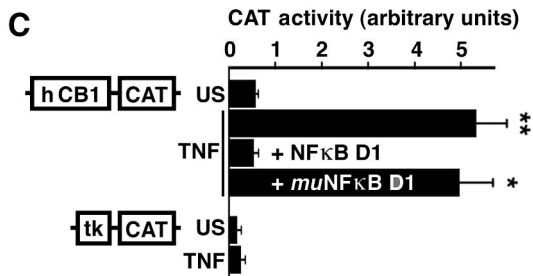 C
CAT activity (arbitrary units)
0 1 2 3 4 5
hCB1 CAT US
**
TNF + NFκB D1
+ muNFκB D1 *
tk CAT US
TNF